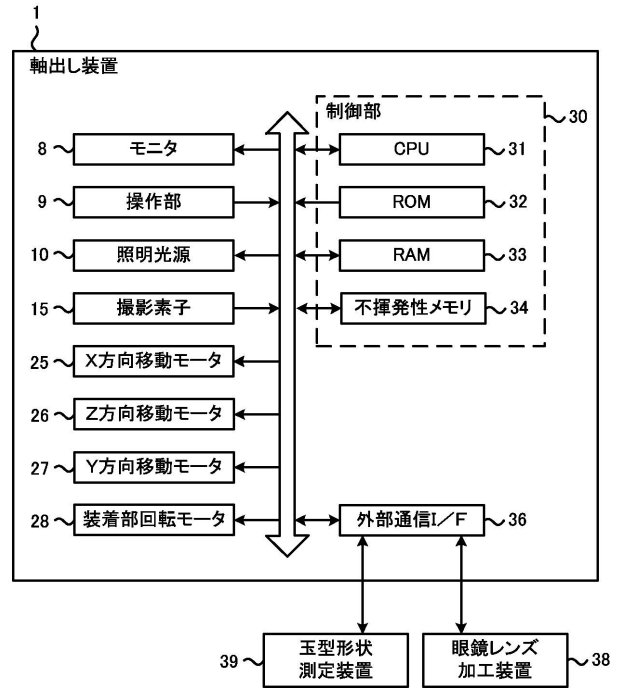 1
軸出し装置
制御部
30
8
モニタ
CPU
31
9
操作部
ROM
32
10
照明光源
RAM
33
15
撮影素子
不揮発性メモリ
34
25
X方向移動モータ
26
Z方向移動モータ
27
Y方向移動モータ
28
装着部回転モータ
外部通信I/F
36
39
玉型形状
測定装置
眼鏡レンズ
加工装置
38